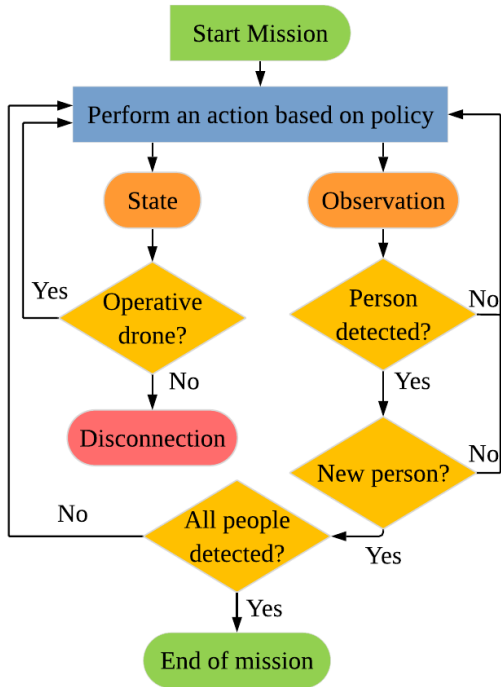 Start Mission
Perform an action based on policy
State
Observation
Yes
Operative
drone?
Person
detected?
No
No
Yes
Disconnection
New person?
No
No
All people
detected?
Yes
Yes
End of mission